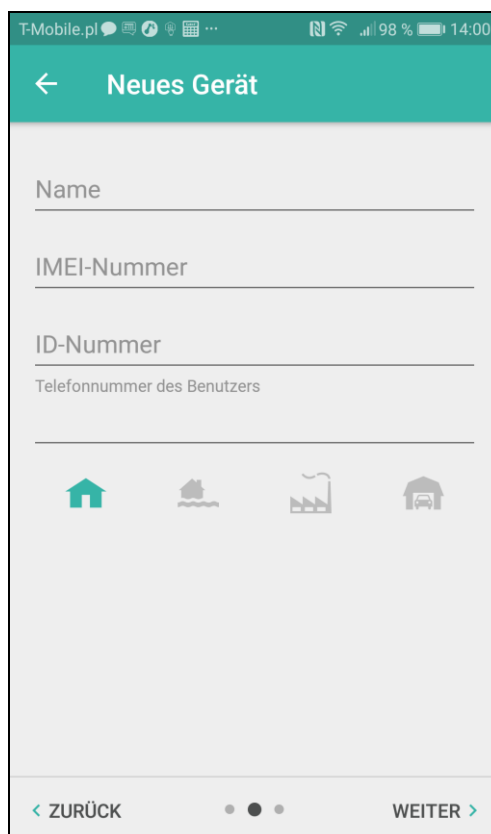 T-Mobile.pl ... 98 % 14:00
Neues Gerät
Name
IMEI-Nummer
ID-Nummer
Telefonnummer des Benutzers
ZURÜCK WEITER